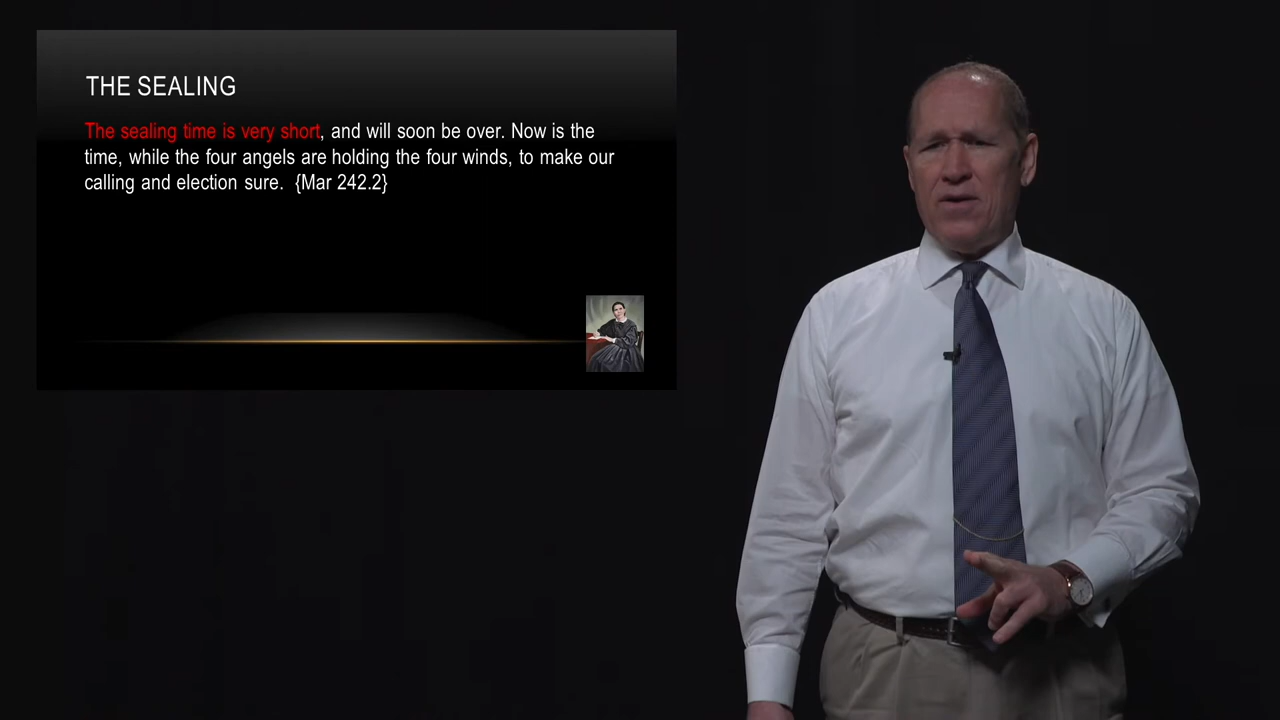 THE SEALING
The sealing time is very short, and will soon be over. Now is the
time, while the four angels are holding the four winds, to make our
calling and election sure.  {Mar 242.2}